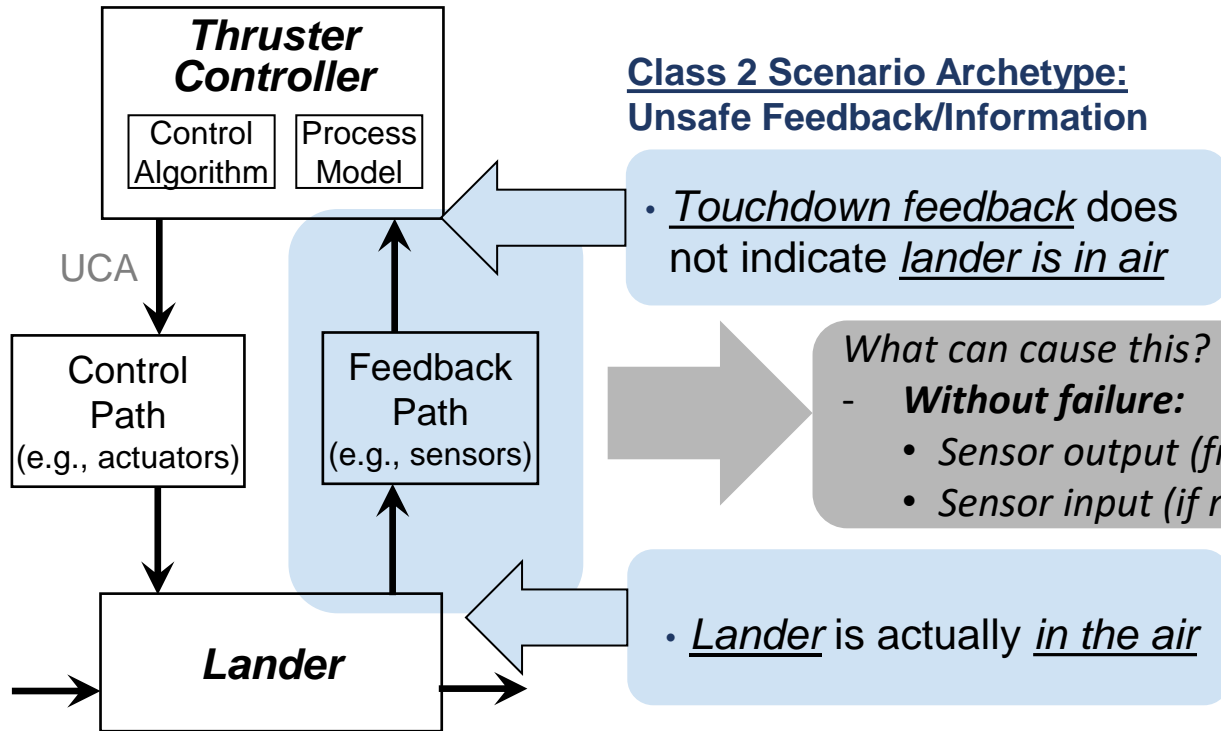 Thruster
Controller
Control
Algorithm
Process
Model
UCA
Control
Path
(e.g., actuators)
Feedback
Path
(e.g., sensors)
Lander
Class 2 Scenario Archetype:
Unsafe Feedback/Information
• Touchdown feedback does
not indicate lander is in air
What can cause this?
- Without failure:
• Sensor output (
• Sensor input (if
• Lander is actually in the air